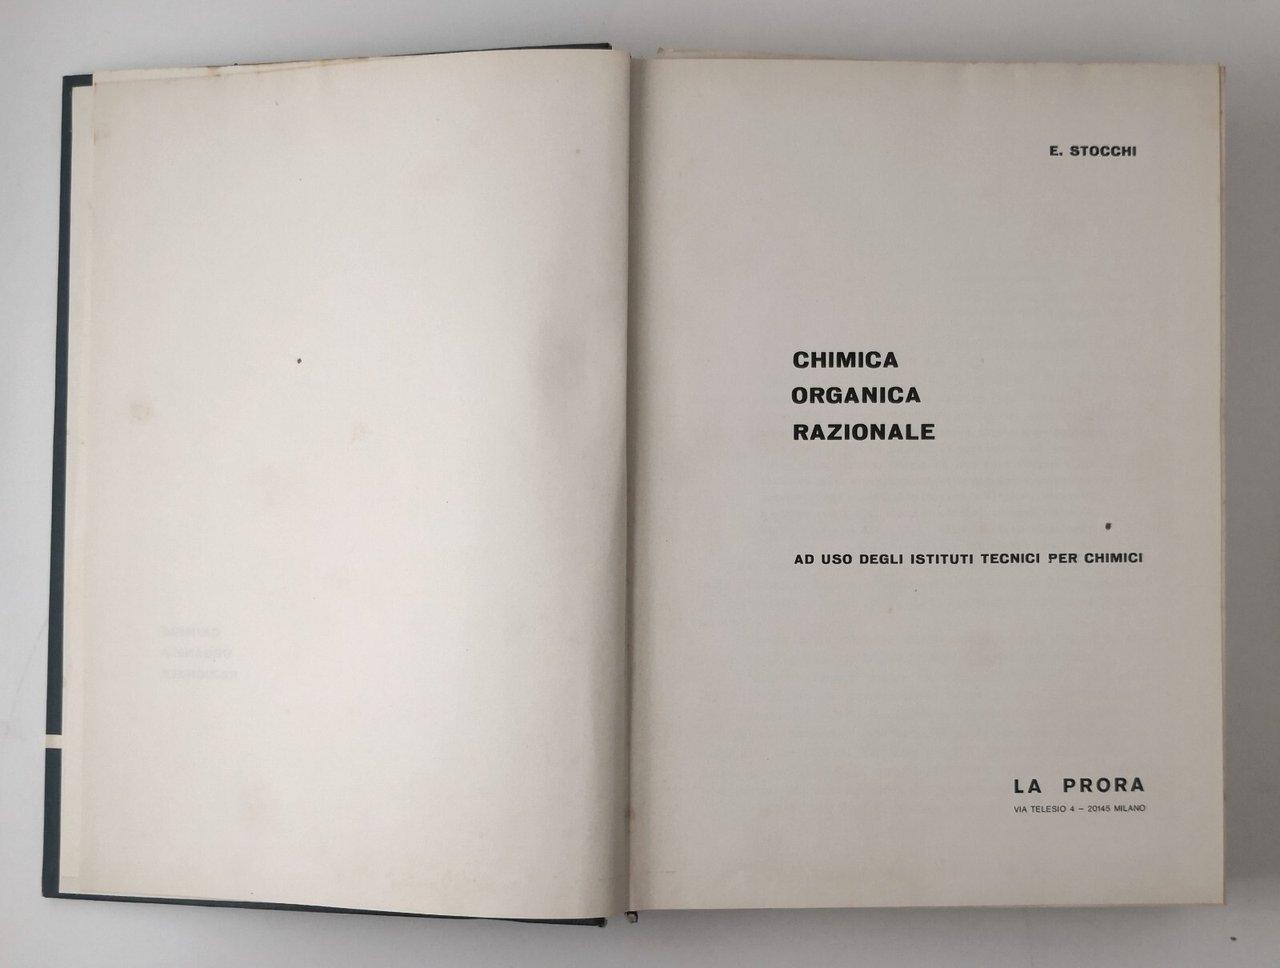 E. STOCCHI
CHIMICA
ORGANICA
RAZIONALE
AD USO DEGLI ISTITUTI TECNICI PER CHIMICI
LA PRORA
VIA TELESIO 4 – 20145 MILANO